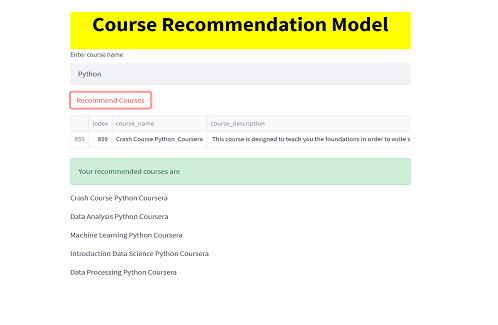 Course Recommendation Model
Enter course name
Python
Recommend Courses
index course_name course_description
859 859 Crash Course Python Coursera This course is designed to teach you the foundations in order to write s
Your recommended courses are
Crash Course Python Coursera
Data Analysis Python Coursera
Machine Learning Python Coursera
Introduction Data Science Python Coursera
Data Processing Python Coursera